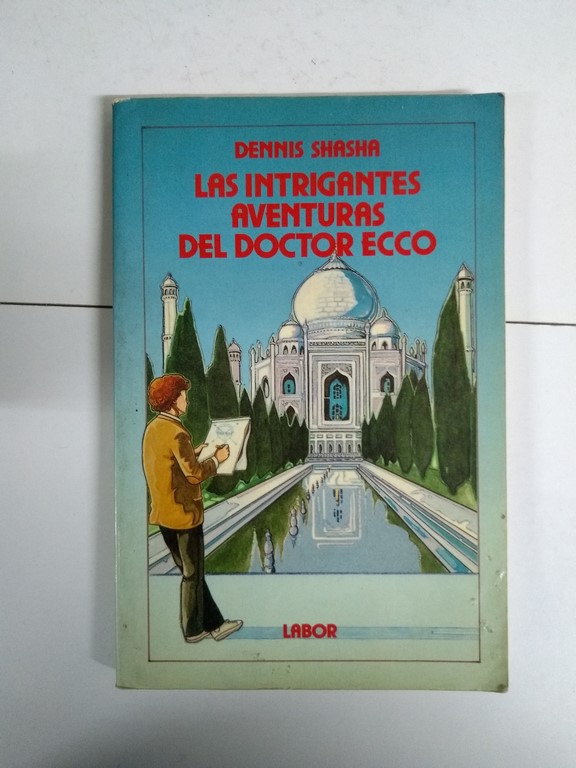 DENNIS SHASHA
LAS INTRIGANTES
AVENTURAS
DEL DOCTOR ECCO
LABOR